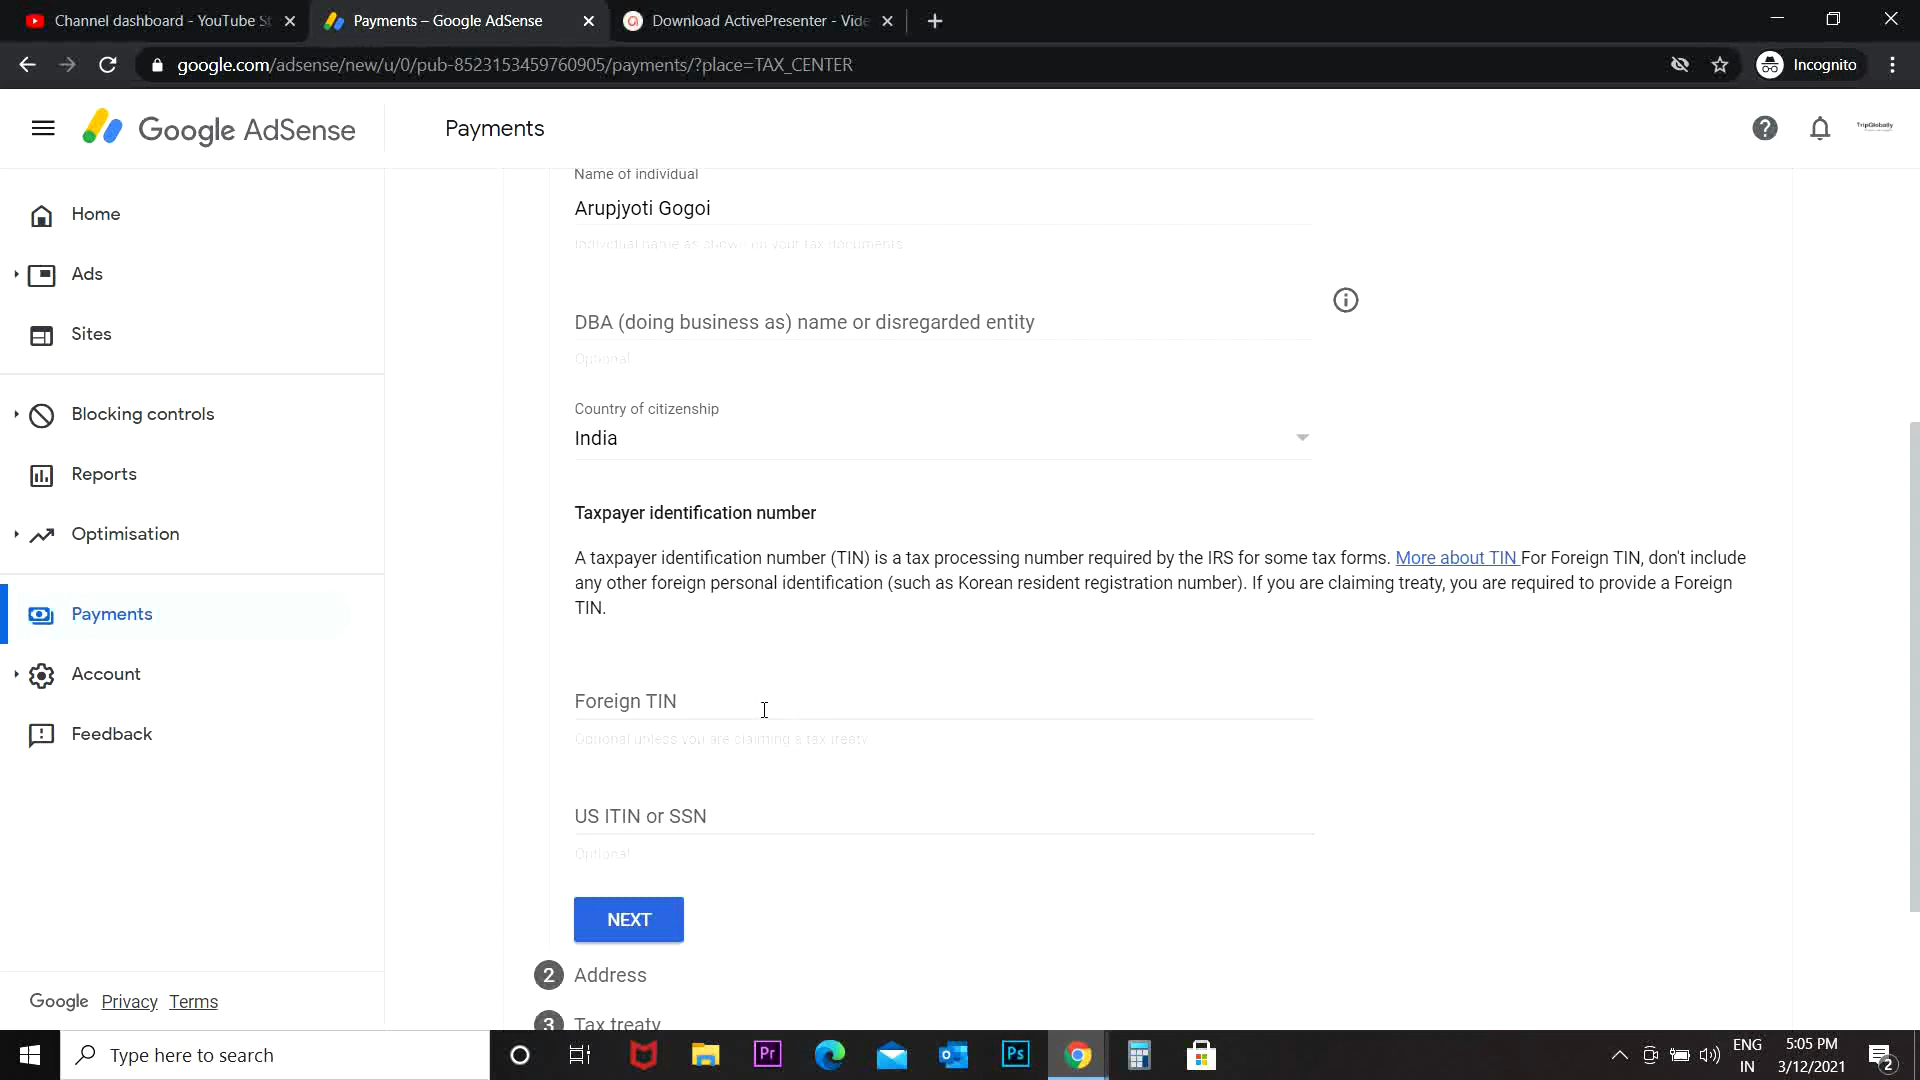 Channel dashboard - YouTube St
Payments – Google AdSense
Download ActivePresenter - Vide
google.com/adsense/new/u/0/pub-8523153459760905/payments/?place=TAX_CENTER
Incognito
Google AdSense
Payments
TripGlobally
Home
Ads
Sites
Blocking controls
Reports
Optimisation
Payments
Account
Feedback
Google Privacy Terms
Name of individual
Arupjyoti Gogoi
Individual name as shown on your tax documents
DBA (doing business as) name or disregarded entity
Optional
Country of citizenship
India
Taxpayer identification number
A taxpayer identification number (TIN) is a tax processing number required by the IRS for some tax forms. More about TIN For Foreign TIN, don't include
any other foreign personal identification (such as Korean resident registration number). If you are claiming treaty, you are required to provide a Foreign
TIN.
Foreign TIN
Optional unless you are claiming a tax treaty
US ITIN or SSN
Optional
NEXT
2 Address
3 Tax treaty
Type here to search
Pr
Ps
ENG
IN
5:05 PM
3/12/2021
2